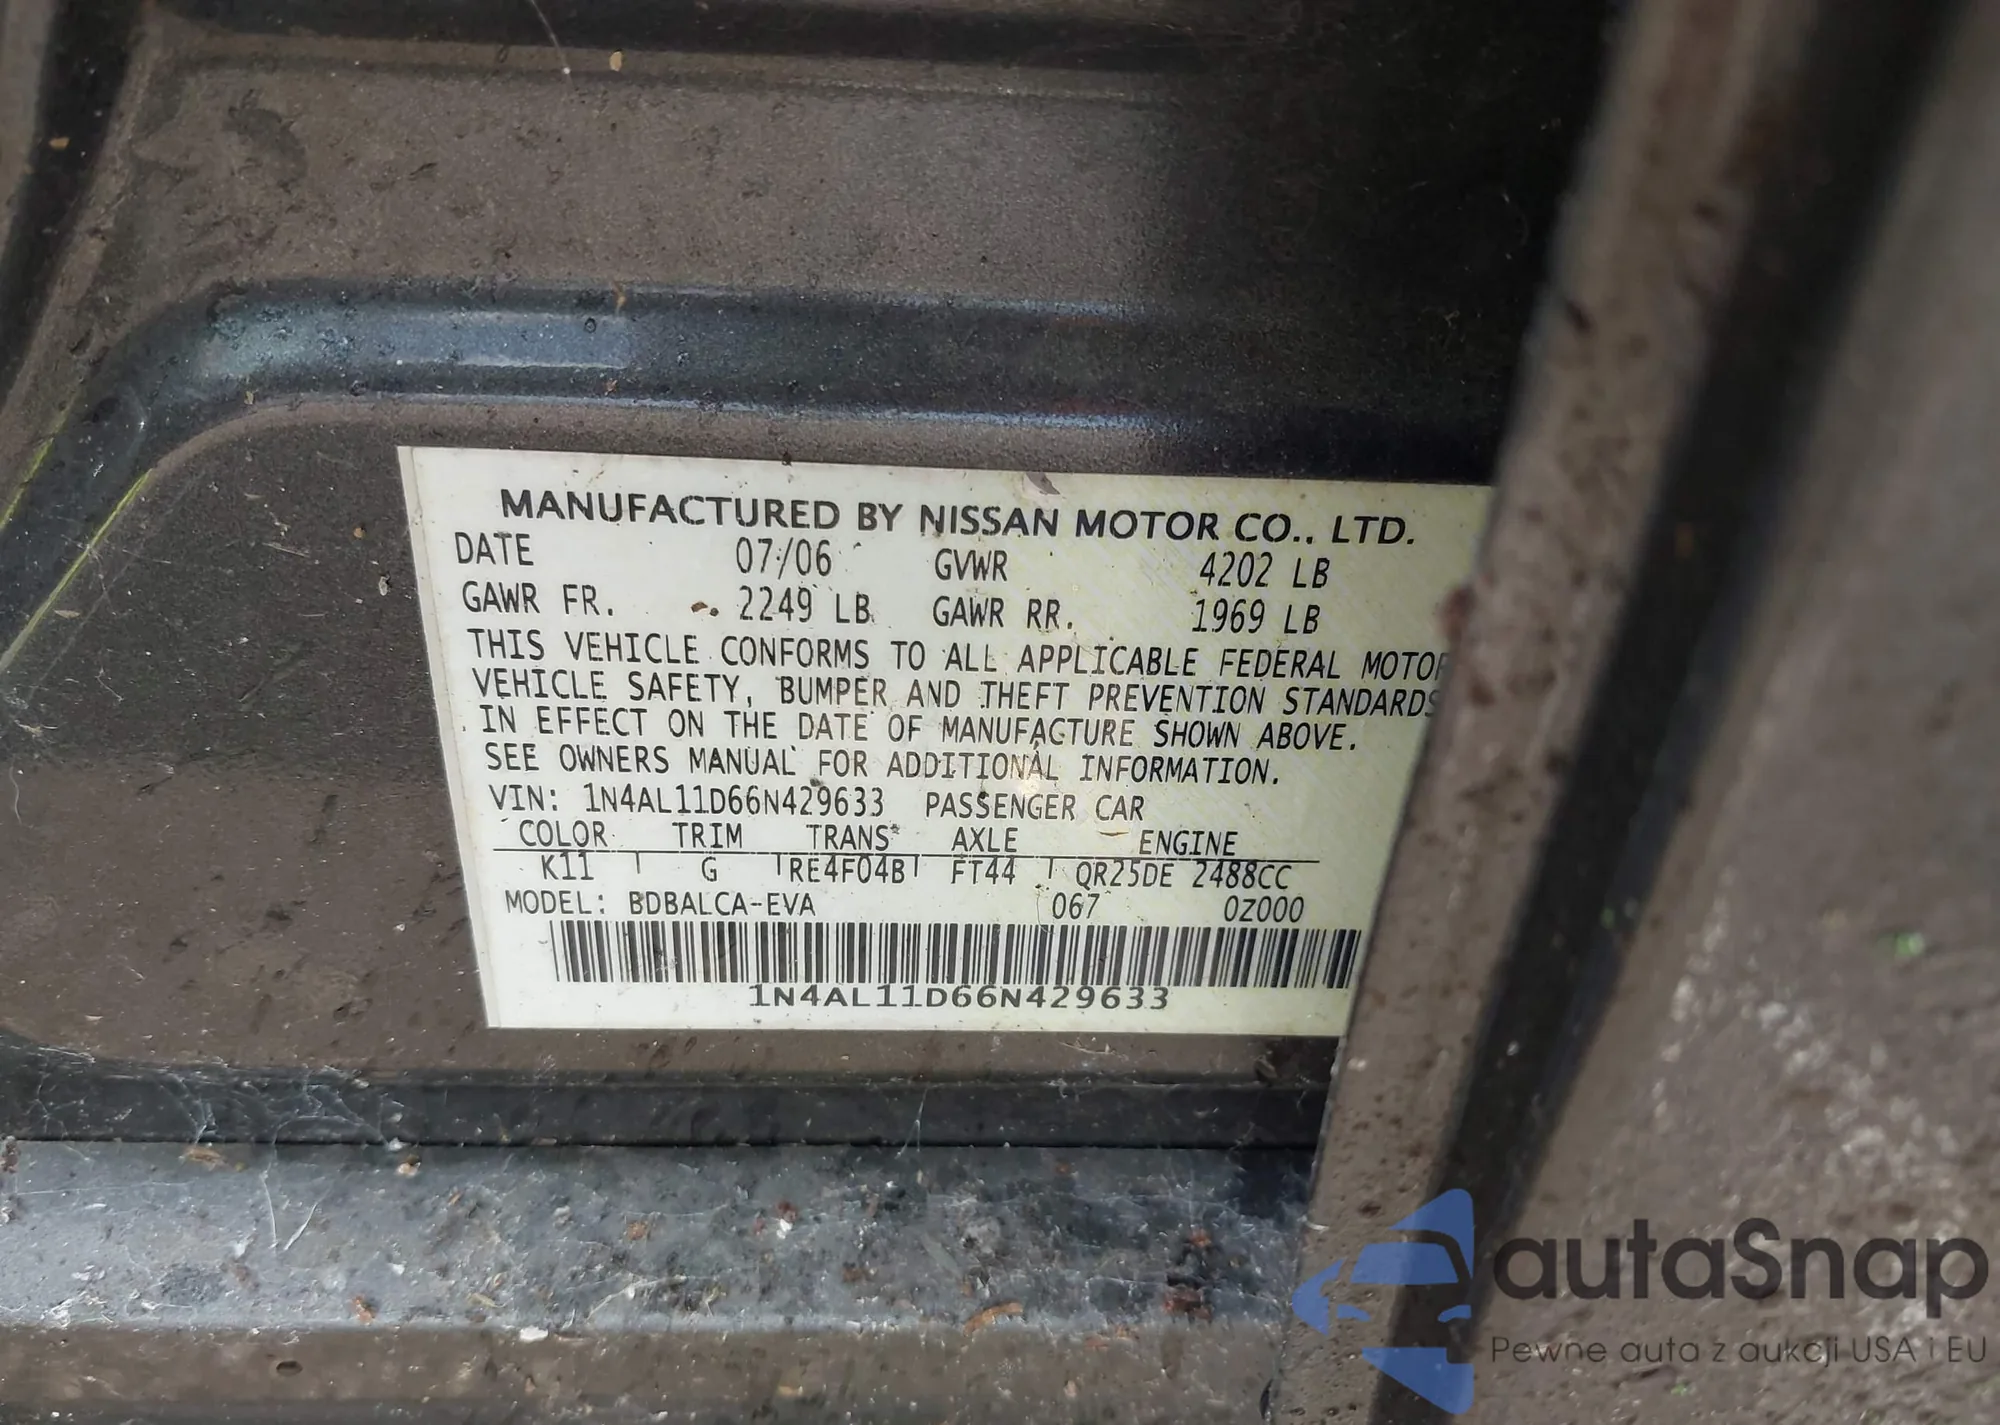 MANUFACTURED BY NISSAN MOTOR CO., LTD.
DATE 07/06 GVWR 4202 LB
GAWR FR. 2249 LB GAWR RR. 1969 LB
THIS VEHICLE CONFORMS TO ALL APPLICABLE FEDERAL MOTOR
VEHICLE SAFETY, BUMPER AND THEFT PREVENTION STANDARDS
IN EFFECT ON THE DATE OF MANUFACTURE SHOWN ABOVE.
SEE OWNERS MANUAL FOR ADDITIONAL INFORMATION.
VIN: 1N4AL11D66N429633 PASSENGER CAR
COLOR TRIM TRANS AXLE ENGINE
K11 G RE4F04B FT44 QR25DE 2488CC
MODEL: BDBALCA-EVA 067 0Z000
1N4AL11D66N429633
autaSnap
Pewne auta z aukcji USA i EU